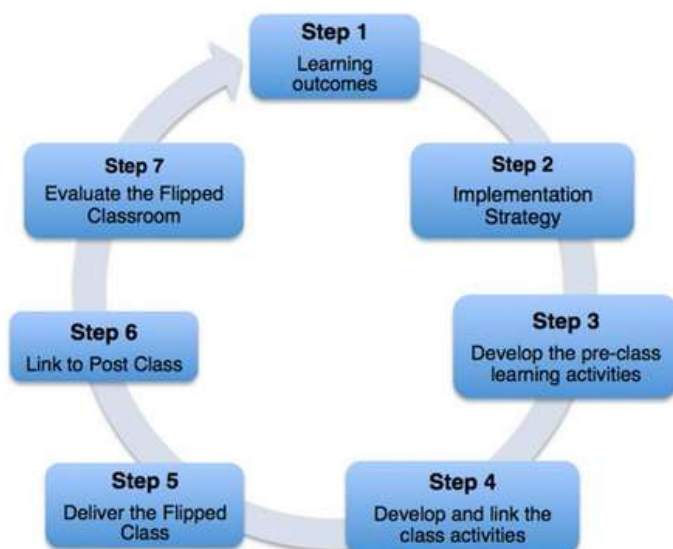 Step 1
Learning
outcomes
Step 2
Implementation
Strategy
Step 3
Develop the pre-class
learning activities
Step 4
Develop and link the
class activities
Step 5
Deliver the Flipped
Class
Step 6
Link to Post Class
Step 7
Evaluate the Flipped
Classroom